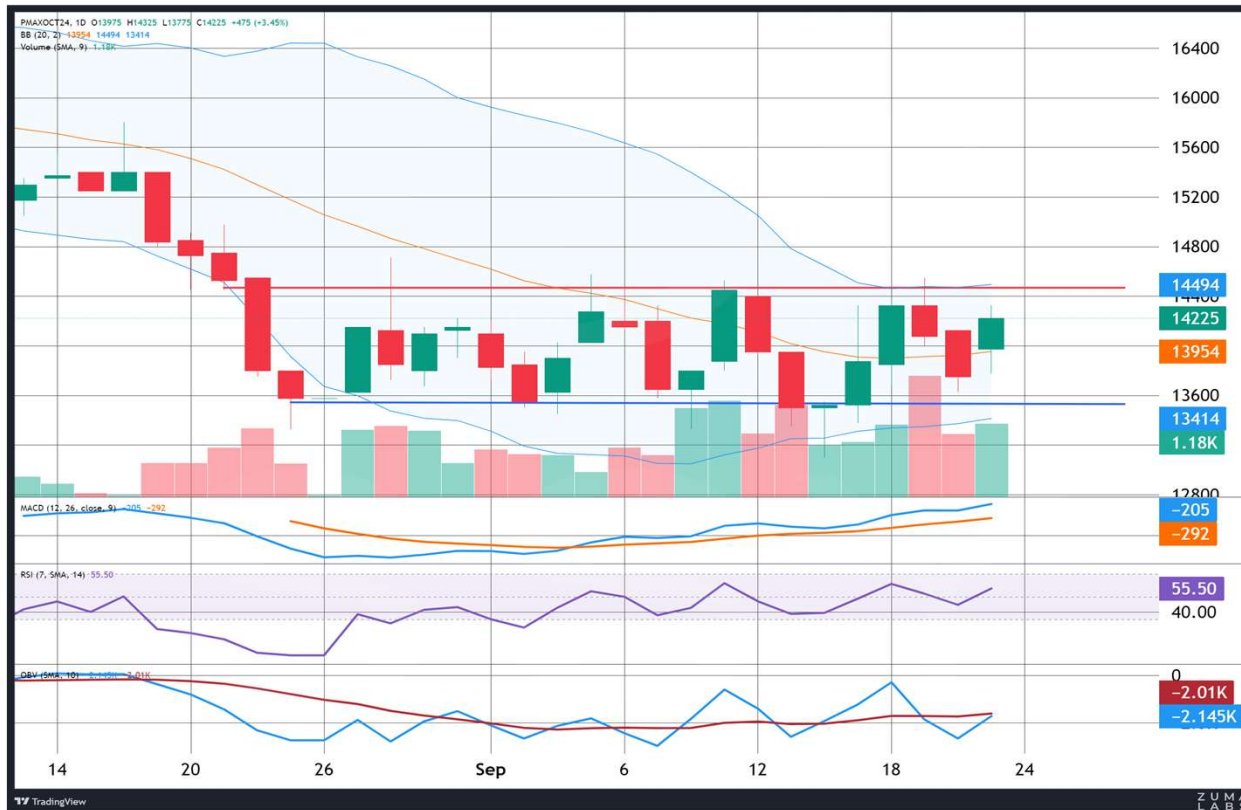 PMAXOCT24, 1D O13975 H14325 L13775 C14225 +475 (+3.45%)
BB (20, 2) 13954 14494 13414
Volume (SMA, 9) 1.18K
16400
16000
15600
15200
14800
14494
14400
14225
13954
13600
13414
1.18K
12800
MACD (12, 26, close, 9) -205 -292
-205
-292
RSI (7, SMA, 14) 55.50
55.50
40.00
OBV (SMA, 10) -2.145K -2.01K
0
-2.01K
-2.145K
14 20 26 Sep 6 12 18 24
TradingView
ZUMA
LABS